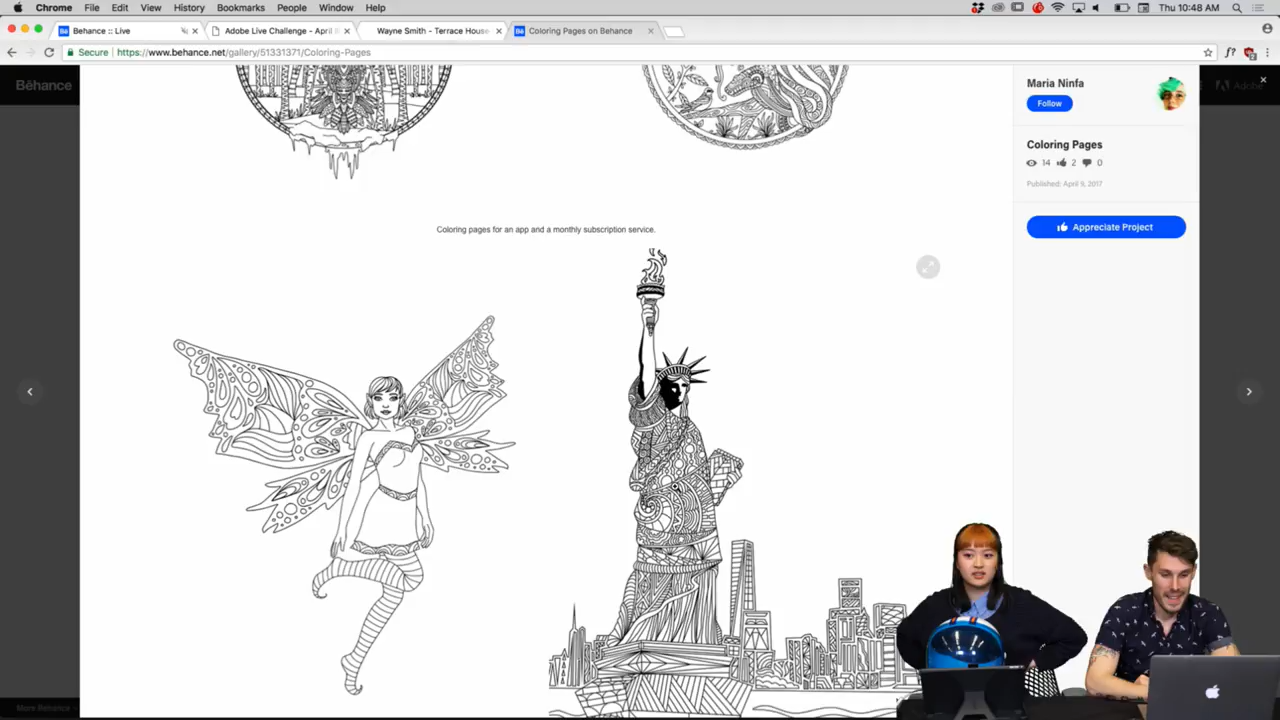 Chrome File Edit View History Bookmarks People Window Help
Thu 10:48 AM
Behance :: Live
Adobe Live Challenge - April
Wayne Smith - Terrace House
Coloring Pages on Behance
Secure https://www.behance.net/gallery/51331371/Coloring-Pages
Bēhance
Adobe
Maria Ninfa
Follow
Coloring Pages
14 2 0
Published: April 9, 2017
Appreciate Project
Coloring pages for an app and a monthly subscription service.
More Behance